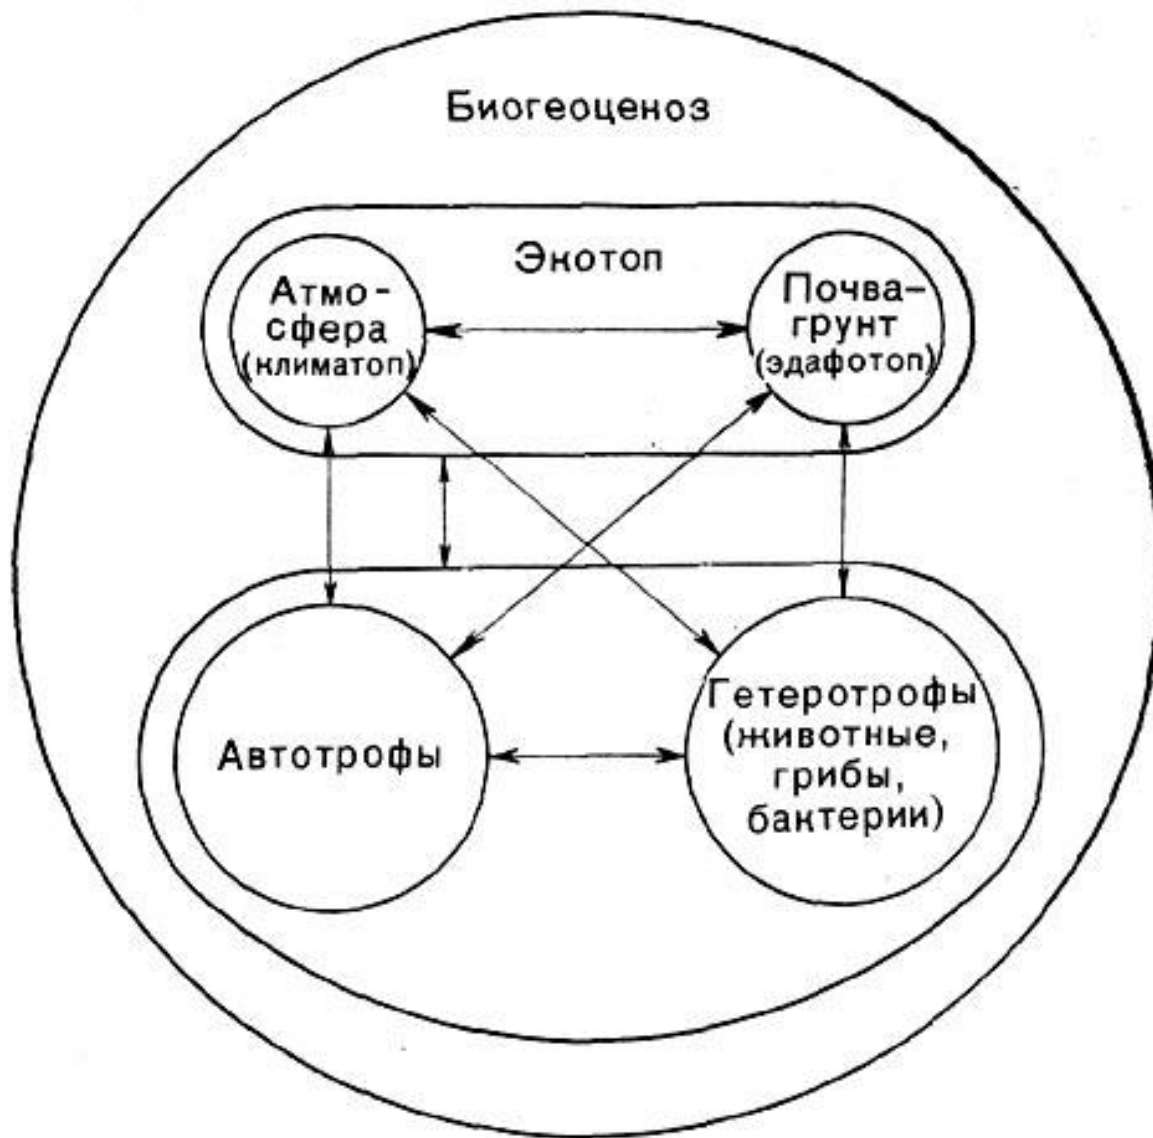 Биогеоценоз
Экотоп
Атмо-
сфера
(климатоп)
Почва-
грунт
(эдафотоп)
Автотрофы
Гетеротрофы
(животные,
грибы,
бактерии)